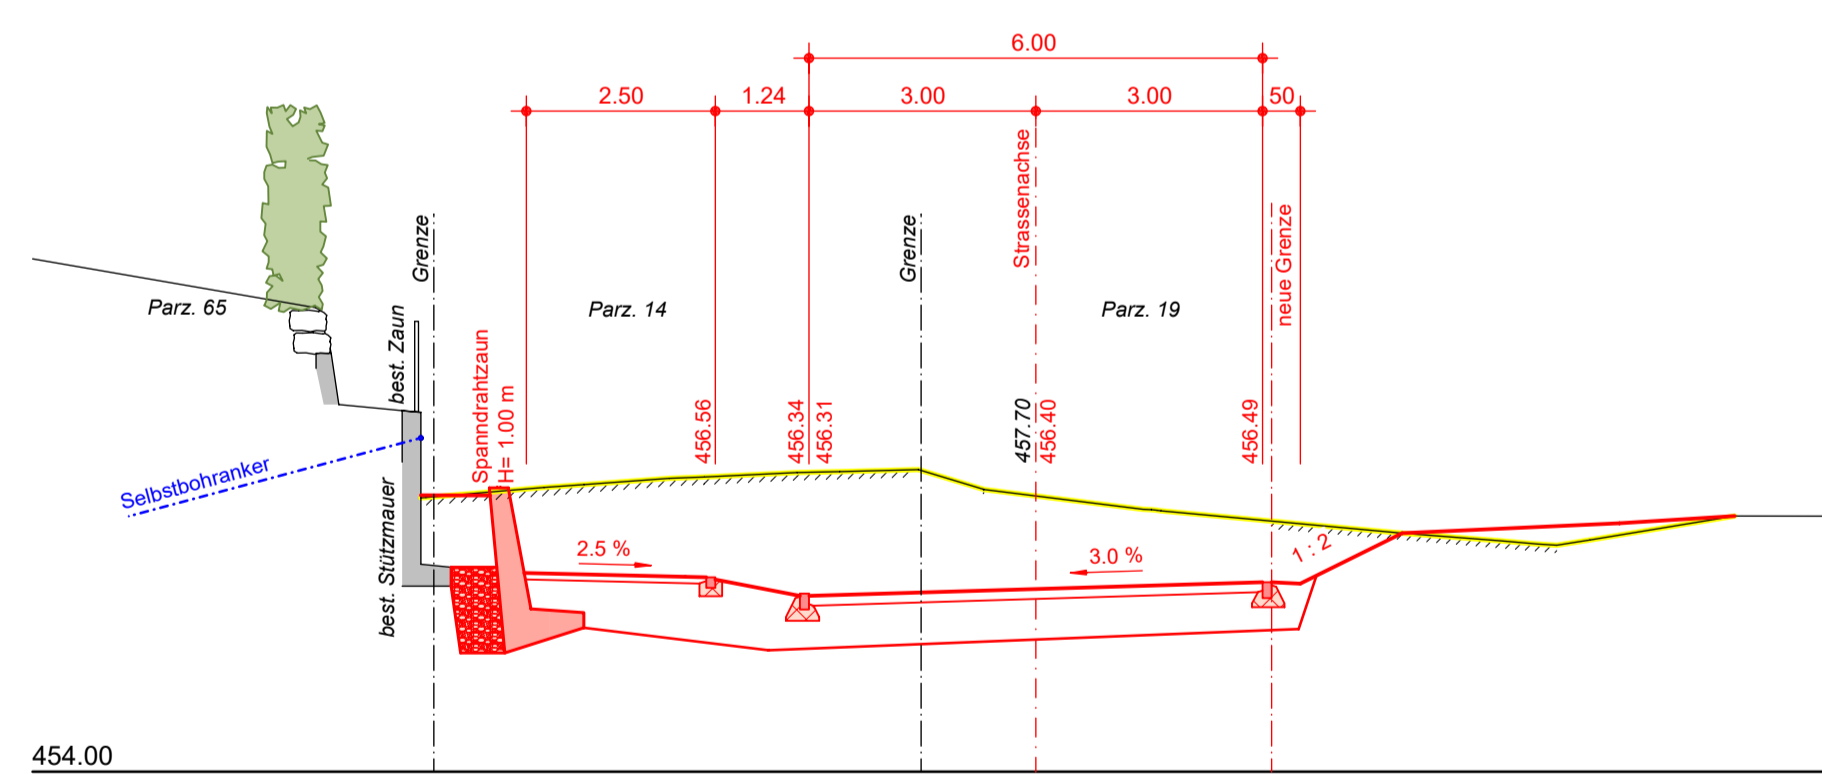 6.00
2.50
1.24
3.00
3.00
50
Grenze
Grenze
Strassenachse
neue Grenze
Parz. 65
Parz. 14
Parz. 19
best. Zaun
Spanndrahtzaun
H= 1.00 m
456.56
456.34
456.31
457.70
456.40
456.49
Selbstbohranker
best. Stützmauer
2.5 %
3.0 %
1 : 2
454.00